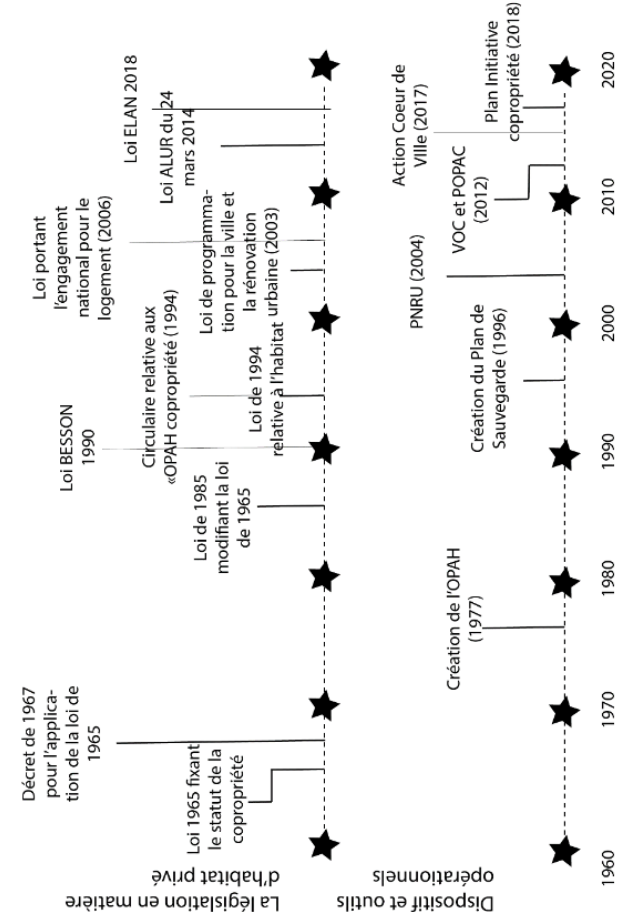 La législation en matière
d'habitat privé
Loi 1965 fixant
le statut de la
copropriété
Décret de 1967
pour l'applica-
tion de la loi de
1965
Loi de 1985
modifiant la loi
de 1965
Loi BESSON
1990
Circulaire relative aux
«OPAH copropriété (1994)
Loi de 1994
relative à l'habitat
Loi de programma-
tion pour la ville et
la rénovation
urbaine (2003)
Loi portant
l'engagement
national pour le
logement (2006)
Loi ALUR du 24
mars 2014
Loi ELAN 2018
Dispositif et outils
opérationnels
Création de l'OPAH
(1977)
Création du Plan de
Sauvegarde (1996)
PNRU (2004)
VOC et POPAC
(2012)
Action Coeur de
VIlle (2017)
Plan Initiative
copropriété (2018)
1960
1970
1980
1990
2000
2010
2020